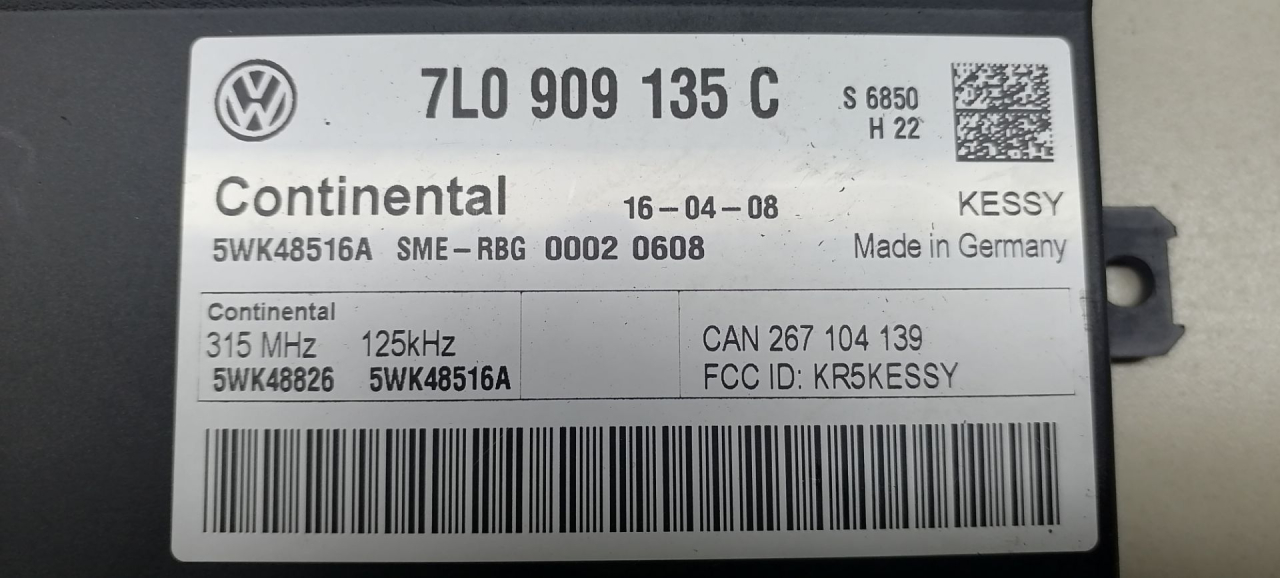 7L0 909 135 C
S 6850
H 22
Continental
16-04-08
KESSY
5WK48516A SME-RBG 0002 0608
Made in Germany
Continental
315 MHz 125kHz
5WK48826 5WK48516A
CAN 267 104 139
FCC ID: KR5KESSY